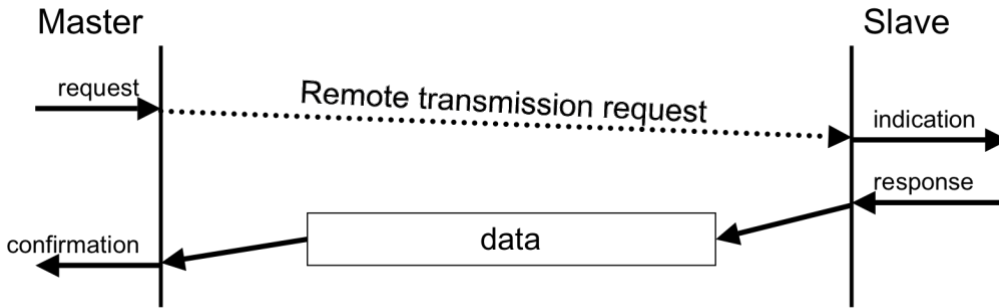 Master
Slave
request
Remote transmission request
indication
response
data
confirmation